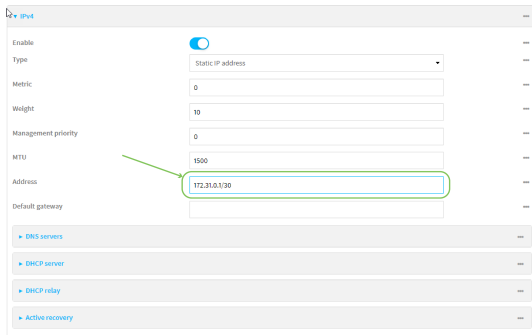 IPv4
Enable
Type
Static IP address
Metric
0
Weight
10
Management priority
0
MTU
1500
Address
172.31.0.1/30
Default gateway
DNS servers
DHCP server
DHCP relay
Active recovery